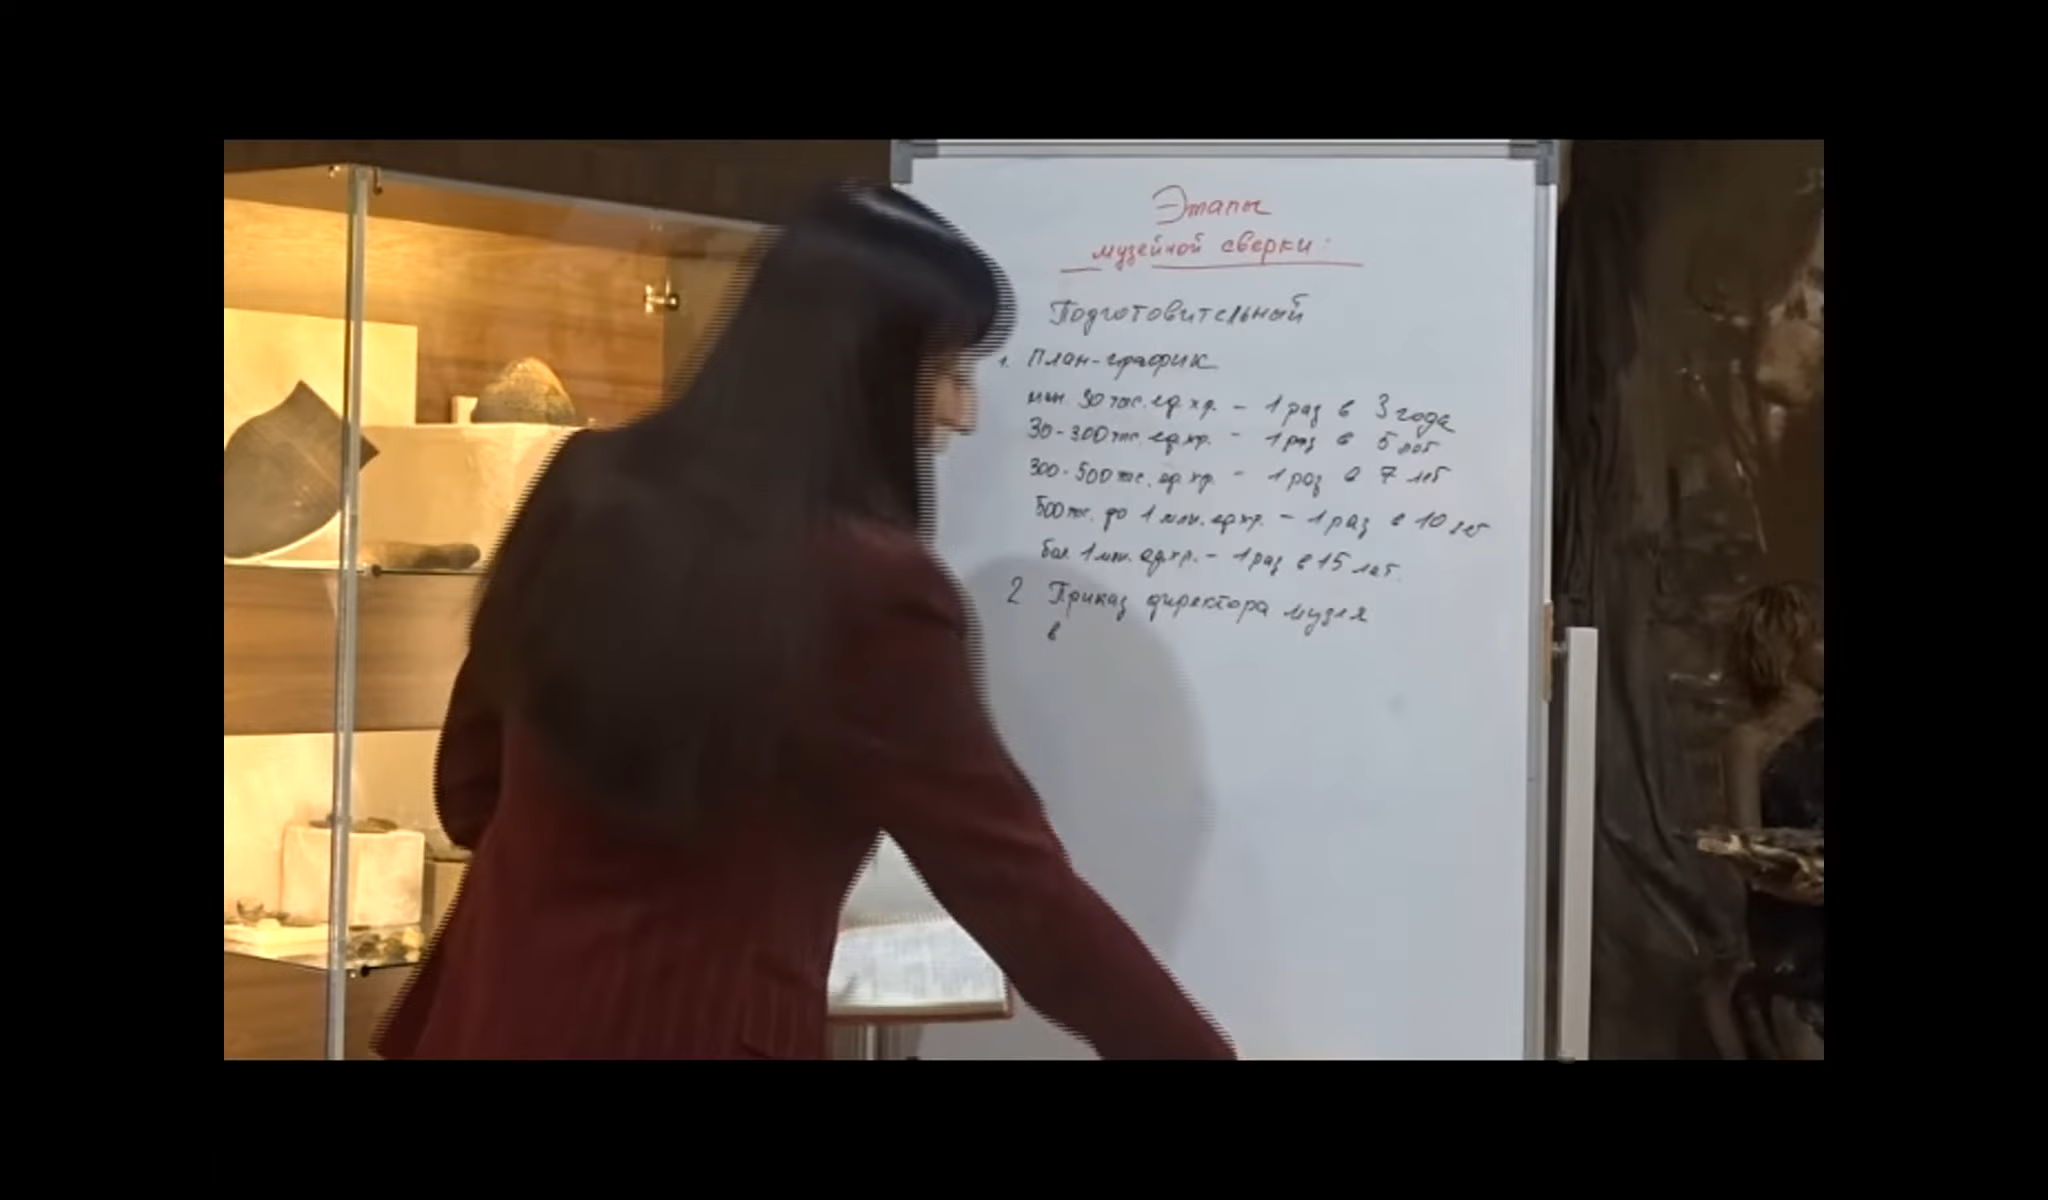 Этапы
музейной сверки:
Подготовительный
1. План-график
мен. 30 тыс. ед. хр. - 1 раз в 3 года
30-300 тыс. ед. хр. - 1 раз в 5 лет
300-500 тыс. ед. хр. - 1 раз в 7 лет
500 тыс. до 1 млн. ед. хр. - 1 раз в 10 лет
бол. 1 млн. ед. хр. - 1 раз в 15 лет.
2 Приказ директора музея
в